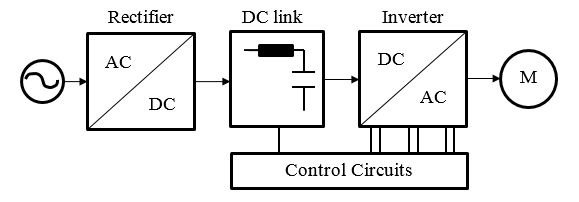 Rectifier
DC link
Inverter
AC
DC
DC
AC
M
Control Circuits